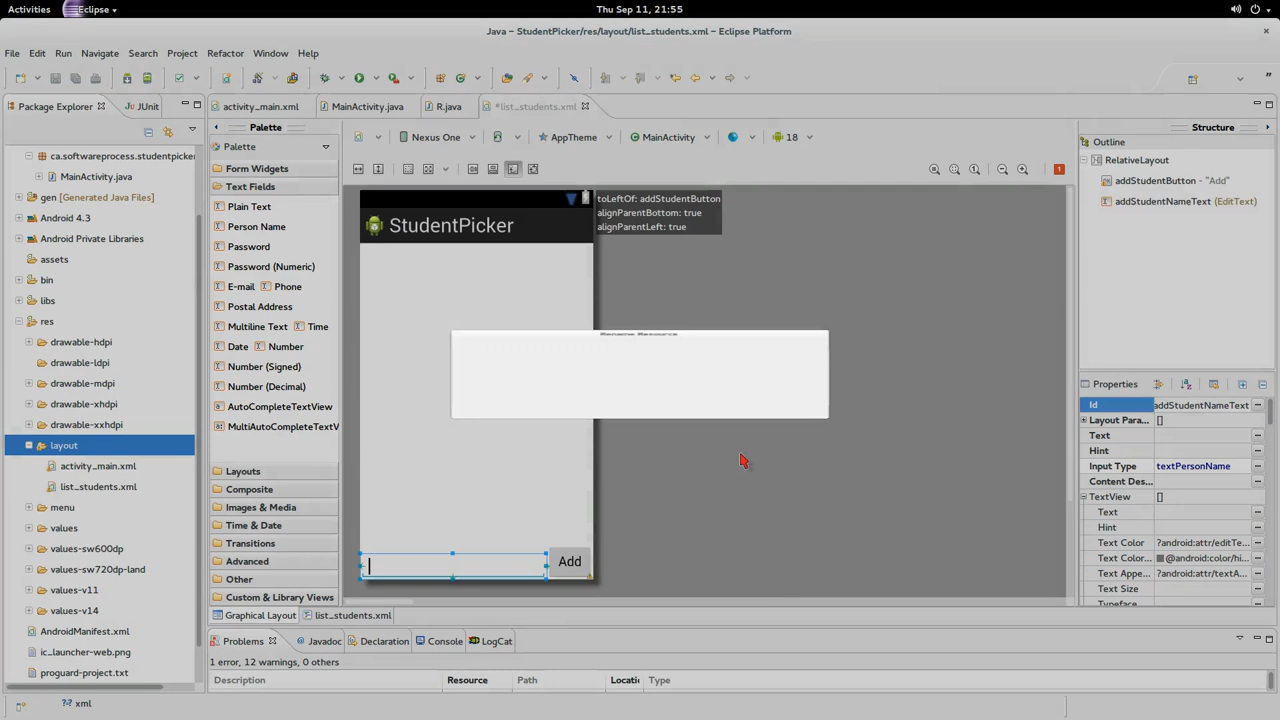 Activities
Eclipse
Thu Sep 11, 21:55
Java – StudentPicker/res/layout/list_students.xml – Eclipse Platform
File Edit Run Navigate Search Project Refactor Window Help
Package Explorer
JUnit
activity_main.xml
MainActivity.java
R.java
*list_students.xml
ca.softwareprocess.studentpicker
MainActivity.java
gen [Generated Java Files]
Android 4.3
Android Private Libraries
assets
bin
libs
res
drawable-hdpi
drawable-ldpi
drawable-mdpi
drawable-xhdpi
drawable-xxhdpi
layout
activity_main.xml
list_students.xml
menu
values
values-sw600dp
values-sw720dp-land
values-v11
values-v14
AndroidManifest.xml
ic_launcher-web.png
proguard-project.txt
Palette
Palette
Form Widgets
Text Fields
Plain Text
Person Name
Password
Password (Numeric)
E-mail Phone
Postal Address
Multiline Text Time
Date Number
Number (Signed)
Number (Decimal)
AutoCompleteTextView
MultiAutoCompleteTextV
Layouts
Composite
Images & Media
Time & Date
Transitions
Advanced
Other
Custom & Library Views
Nexus One
AppTheme
MainActivity
18
1
StudentPicker
toLeftOf: addStudentButton
alignParentBottom: true
alignParentLeft: true
Rename Resource
Add
Graphical Layout
list_students.xml
Structure
Outline
RelativeLayout
addStudentButton - "Add"
addStudentNameText (EditText)
Properties
Id addStudentNameText
Layout Para... []
Text
Hint
Input Type textPersonName
Content Des...
TextView []
Text
Hint
Text Color ?android:attr/editTe
Text Color... @android:color/hi
Text Appe... ?android:attr/textA
Text Size
Typeface
Problems
Javadoc
Declaration
Console
LogCat
1 error, 12 warnings, 0 others
Description Resource Path Locatio Type
xml